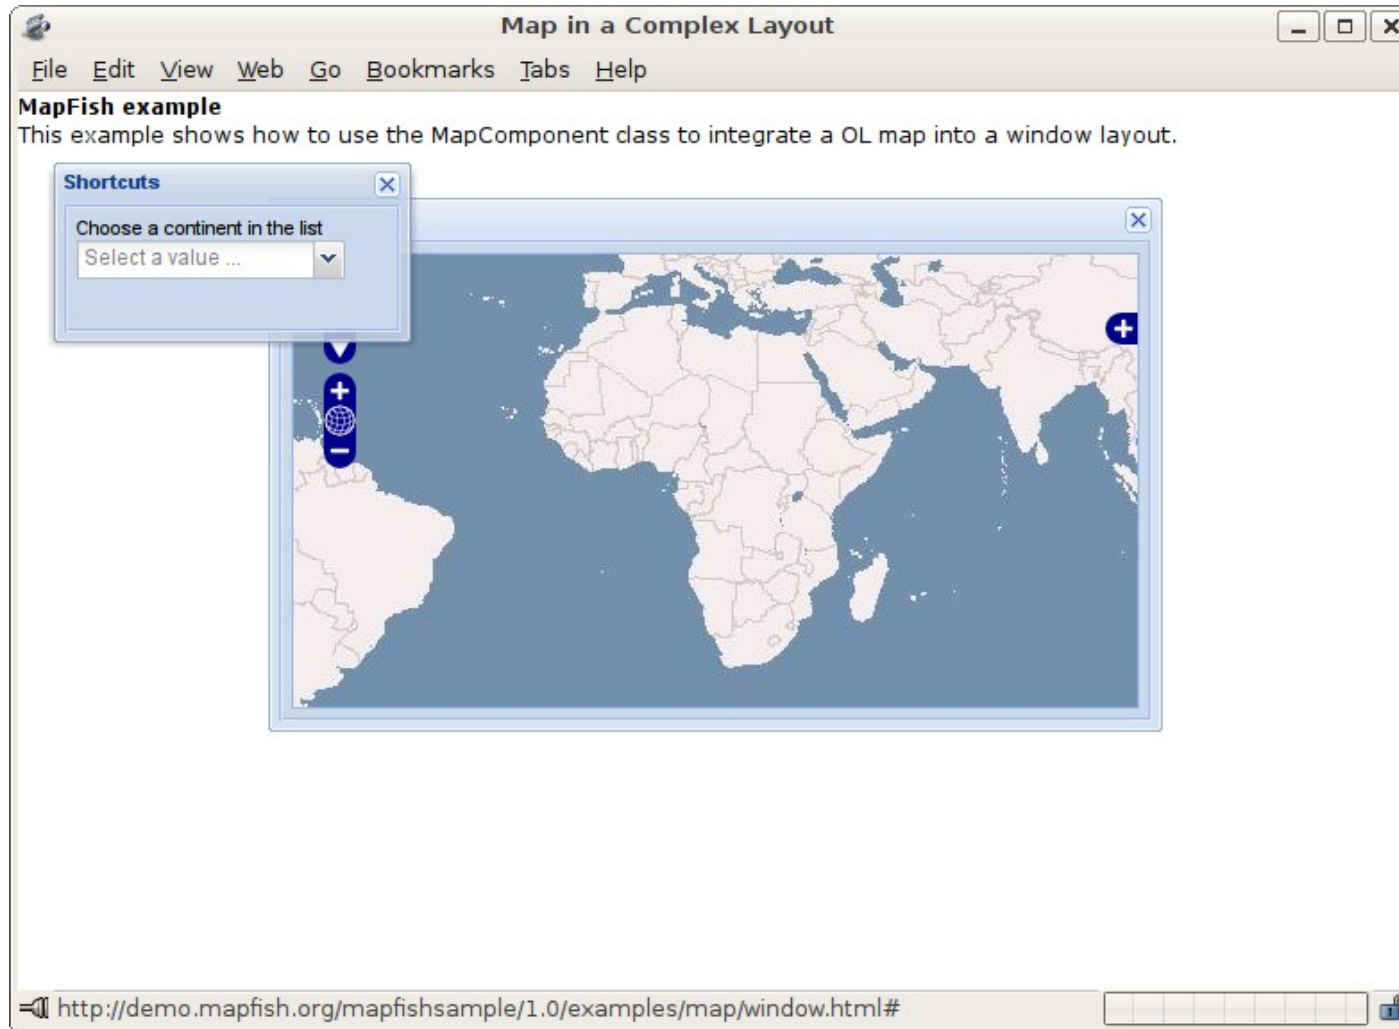 Map in a Complex Layout
File Edit View Web Go Bookmarks Tabs Help
MapFish example
This example shows how to use the MapComponent class to integrate a OL map into a window layout.
Shortcuts
Choose a continent in the list
Select a value ...
http://demo.mapfish.org/mapfishsample/1.0/examples/map/window.html#